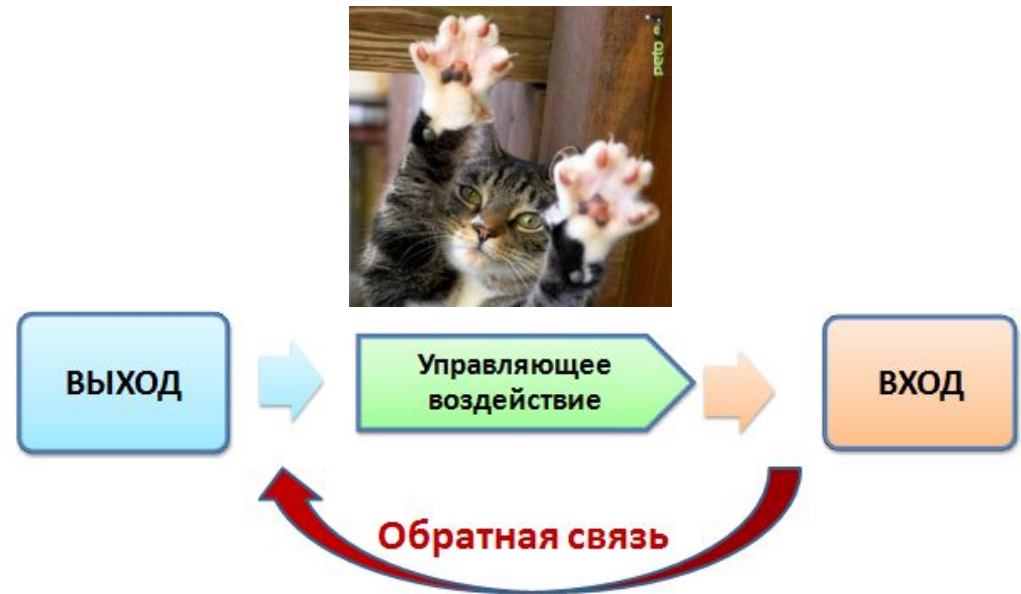 ВЫХОД
Управляющее
воздействие
ВХОД
Обратная связь